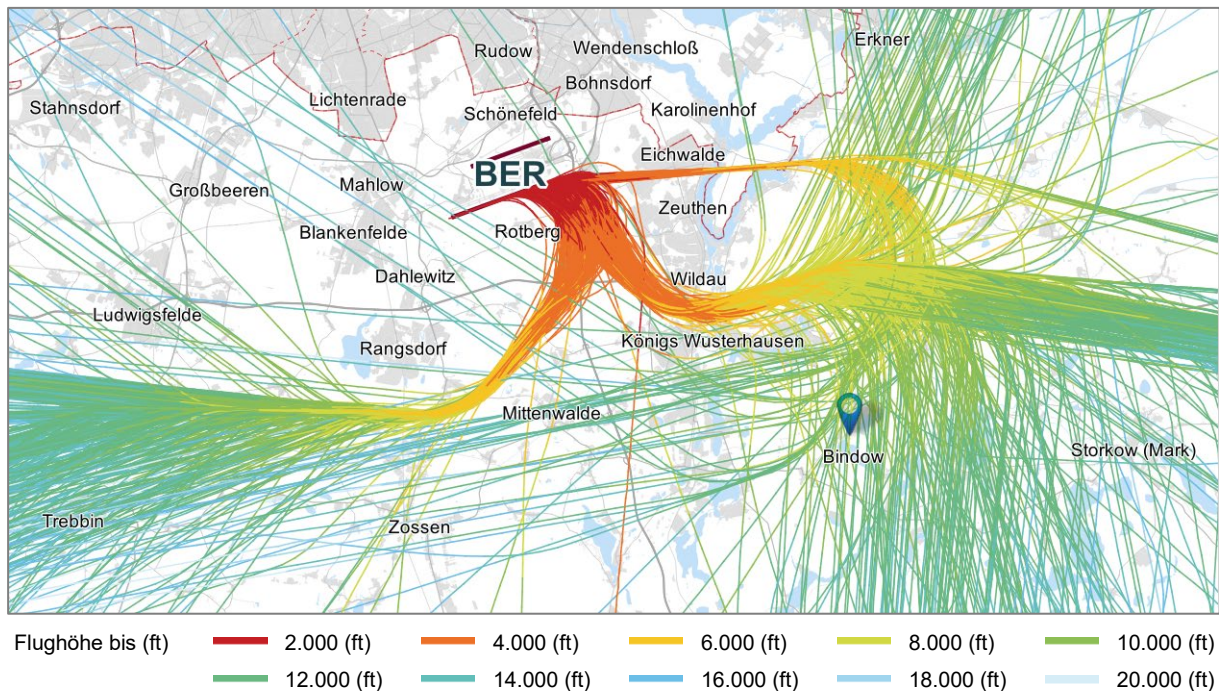 Erkner
Wendenschloß
Rudow
Bohnsdorf
Lichtenrade
Stahnsdorf
Karolinenhof
Schönefeld
Eichwalde
BER
Mahlow
Großbeeren
Zeuthen
Blankenfelde
Rotberg
Dahlewitz
Wildau
Ludwigsfelde
Königs Wusterhausen
Rangsdorf
Mittenwalde
Storkow (Mark)
Bindow
Trebbin
Zossen
Flughöhe bis (ft) 2.000 (ft) 4.000 (ft) 6.000 (ft) 8.000 (ft) 10.000 (ft)
12.000 (ft) 14.000 (ft) 16.000 (ft) 18.000 (ft) 20.000 (ft)